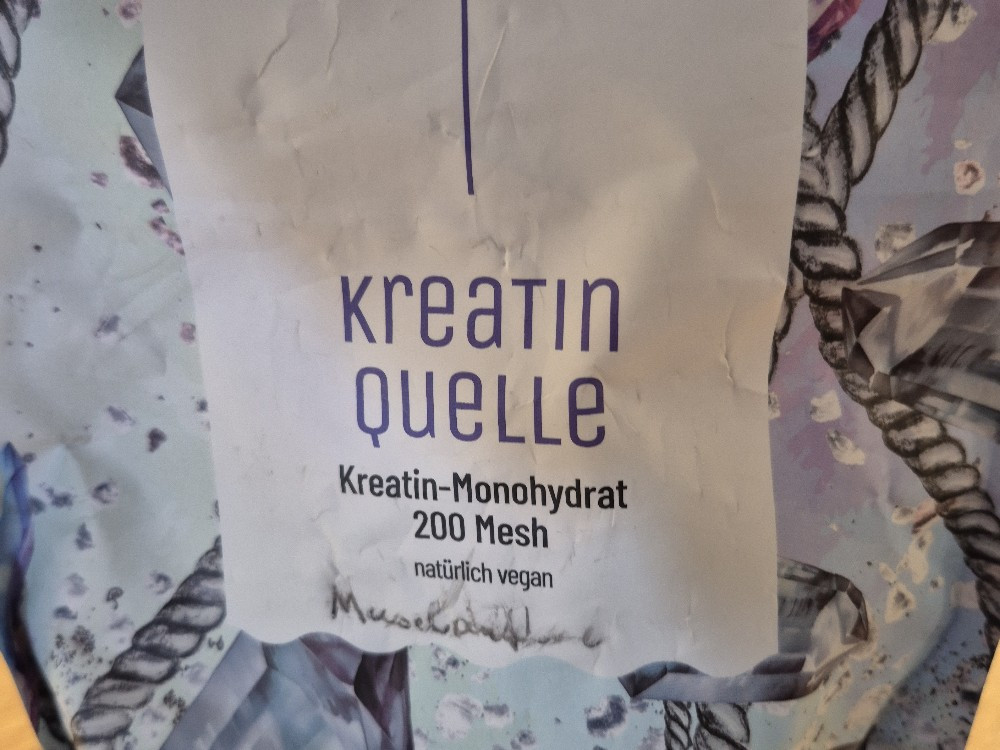 Kreatin
Quelle
Kreatin-Monohydrat
200 Mesh
natürlich vegan